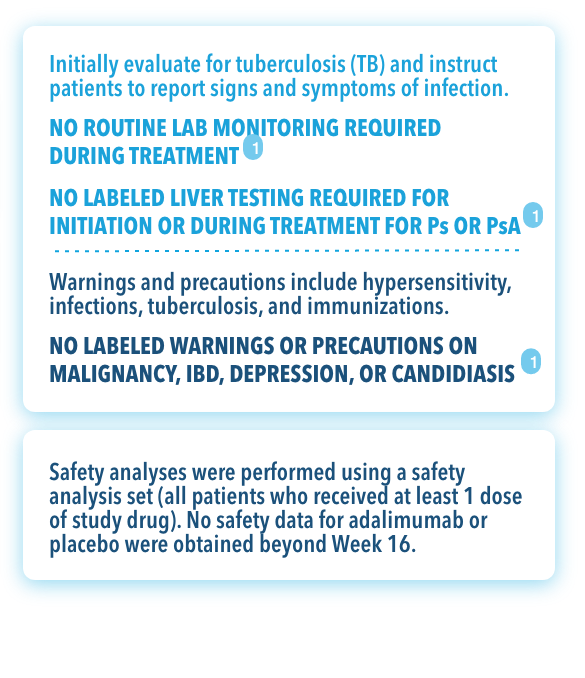 Initially evaluate for tuberculosis (TB) and instruct
patients to report signs and symptoms of infection.
NO ROUTINE LAB MONITORING REQUIRED
DURING TREATMENT 1
NO LABELED LIVER TESTING REQUIRED FOR
INITIATION OR DURING TREATMENT FOR Ps OR PsA 1
Warnings and precautions include hypersensitivity,
infections, tuberculosis, and immunizations.
NO LABELED WARNINGS OR PRECAUTIONS ON
MALIGNANCY, IBD, DEPRESSION, OR CANDIDIASIS 1
Safety analyses were performed using a safety
analysis set (all patients who received at least 1 dose
of study drug). No safety data for adalimumab or
placebo were obtained beyond Week 16.